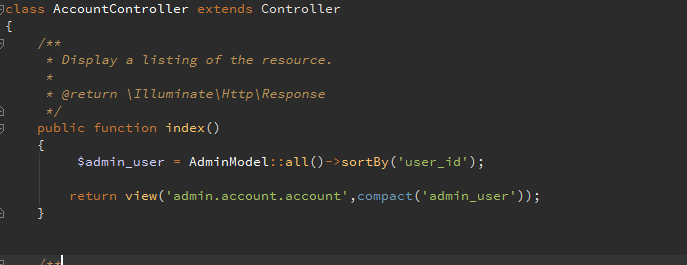 class AccountController extends Controller
{
/**
* Display a listing of the resource.
*
* @return \Illuminate\Http\Response
*/
public function index()
{
$admin_user = AdminModel::all()->sortBy('user_id');
return view('admin.account.account',compact('admin_user'));
}
/**